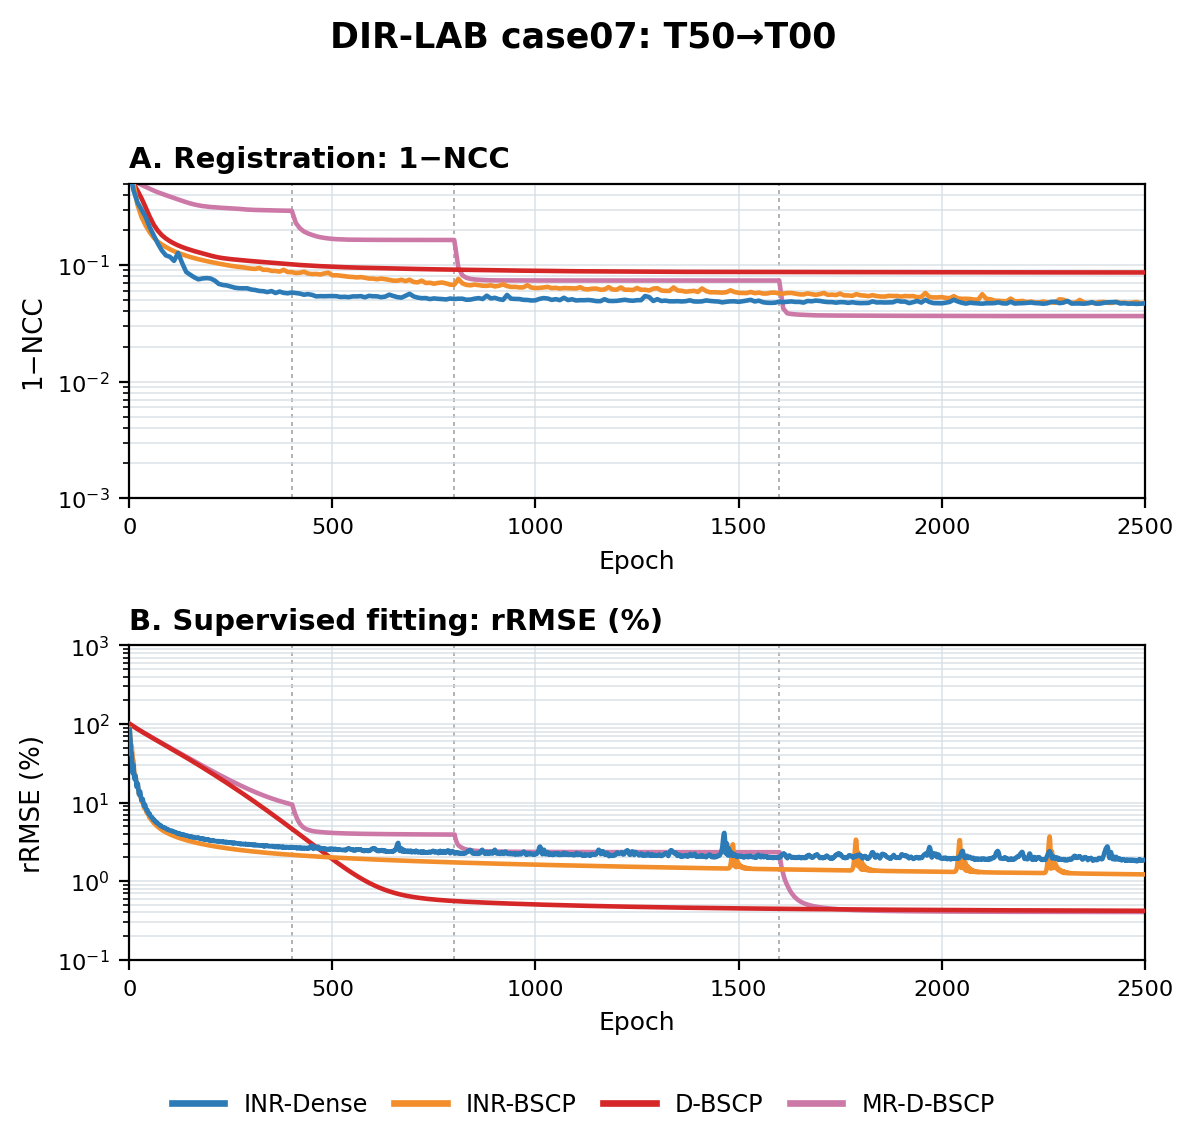 DIR-LAB case07: T50→T00
A. Registration: 1−NCC
1−NCC
10⁻¹
10⁻²
10⁻³
0 500 1000 1500 2000 2500
Epoch
B. Supervised fitting: rRMSE (%)
rRMSE (%)
10³
10²
10¹
10⁰
10⁻¹
0 500 1000 1500 2000 2500
Epoch
INR-Dense INR-BSCP D-BSCP MR-D-BSCP